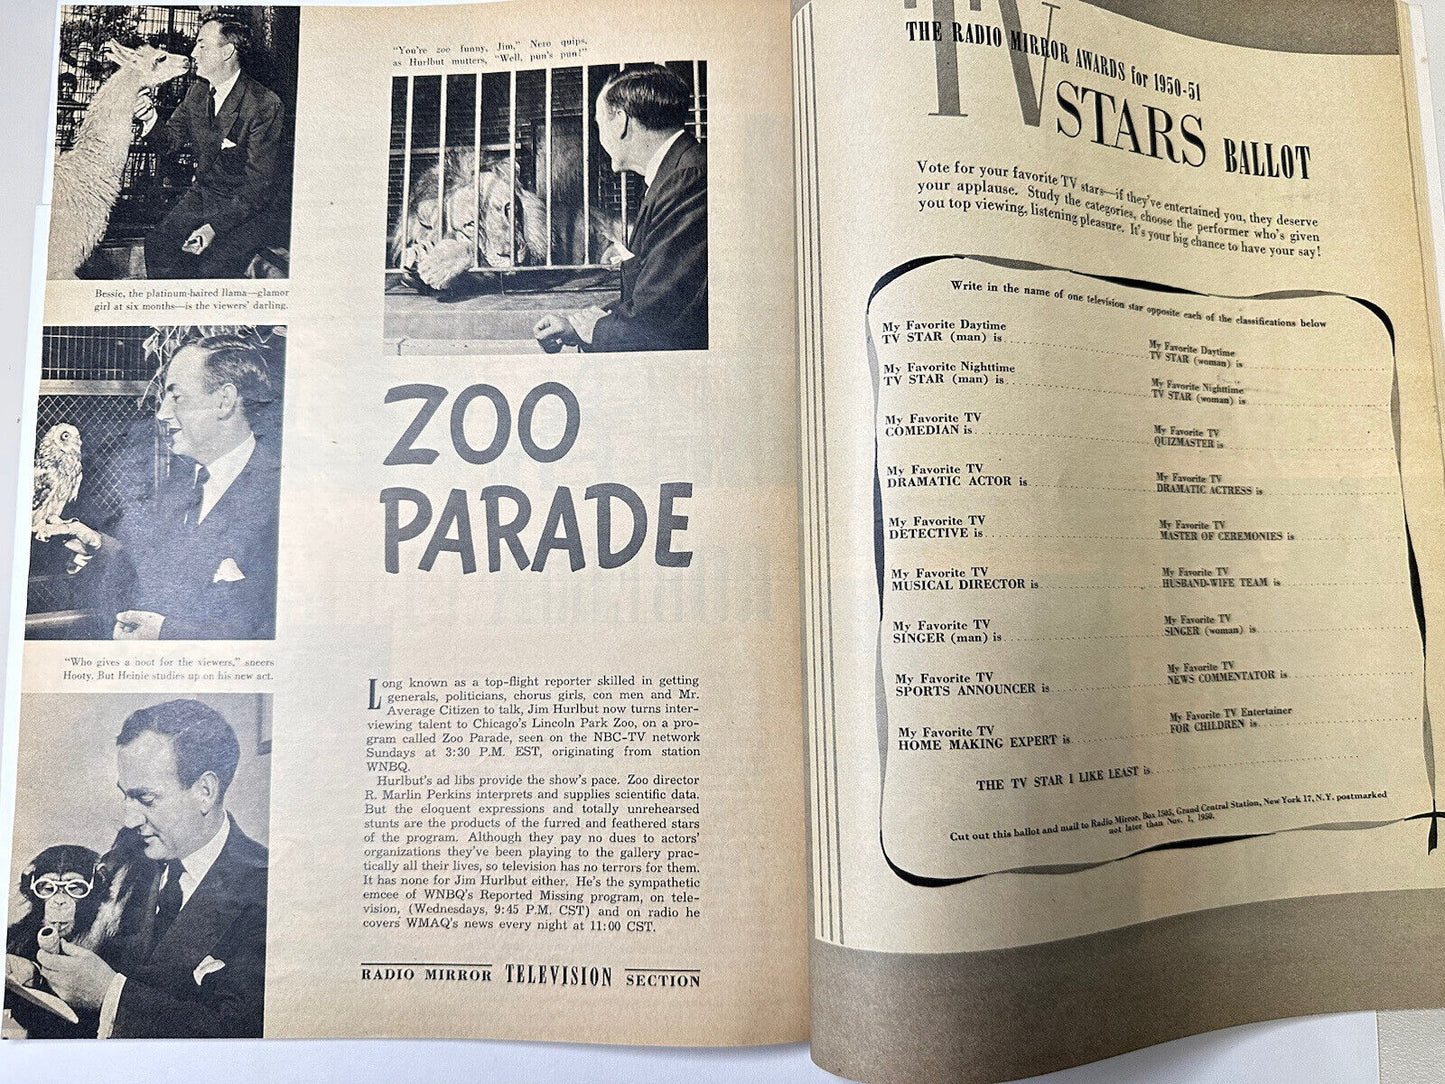 "You're zoo funny, Jim," Nero quips,
as Hurlbut mutters, "Well, pun's pun!"
Bessie, the platinum-haired llama—glamor
girl at six months—is the viewers' darling.
"Who gives a hoot for the viewers," sneers
Hooty. But Heinie studies up on his new act.
ZOO
PARADE
Long known as a top-flight reporter skilled in getting
generals, politicians, chorus girls, con men and Mr.
Average Citizen to talk, Jim Hurlbut now turns inter-
viewing talent to Chicago's Lincoln Park Zoo, on a pro-
gram called Zoo Parade, seen on the NBC-TV network
Sundays at 3:30 P.M. EST, originating from station
WNBQ.
Hurlbut's ad libs provide the show's pace. Zoo director
R. Marlin Perkins interprets and supplies scientific data.
But the eloquent expressions and totally unrehearsed
stunts are the products of the furred and feathered stars
of the program. Although they pay no dues to actors'
organizations they've been playing to the gallery prac-
tically all their lives, so television has no terrors for them.
It has none for Jim Hurlbut either. He's the sympathetic
emcee of WNBQ's Reported Missing program, on tele-
vision, (Wednesdays, 9:45 P.M. CST) and on radio he
covers WMAQ's news every night at 11:00 CST.
RADIO MIRROR TELEVISION SECTION
THE RADIO MIRROR AWARDS for 1950-51
TV
STARS BALLOT
Vote for your favorite TV stars—if they've entertained you, they deserve
your applause. Study the categories, choose the performer who's given
you top viewing, listening pleasure. It's your big chance to have your say!
Write in the name of one television star opposite each of the classifications below
My Favorite Daytime
TV STAR (man) is
My Favorite Daytime
TV STAR (woman) is
My Favorite Nighttime
TV STAR (man) is
My Favorite Nighttime
TV STAR (woman) is
My Favorite TV
COMEDIAN is
My Favorite TV
QUIZMASTER is
My Favorite TV
DRAMATIC ACTOR is
My Favorite TV
DRAMATIC ACTRESS is
My Favorite TV
DETECTIVE is
My Favorite TV
MASTER OF CEREMONIES is
My Favorite TV
MUSICAL DIRECTOR is
My Favorite TV
HUSBAND-WIFE TEAM is
My Favorite TV
SINGER (man) is
My Favorite TV
SINGER (woman) is
My Favorite TV
SPORTS ANNOUNCER is
My Favorite TV
NEWS COMMENTATOR is
My Favorite TV
HOME MAKING EXPERT is
My Favorite TV Entertainer
FOR CHILDREN is
THE TV STAR I LIKE LEAST is
Cut out this ballot and mail to Radio Mirror, Box 1505, Grand Central Station, New York 17, N.Y. postmarked
not later than Nov. 1, 1950.